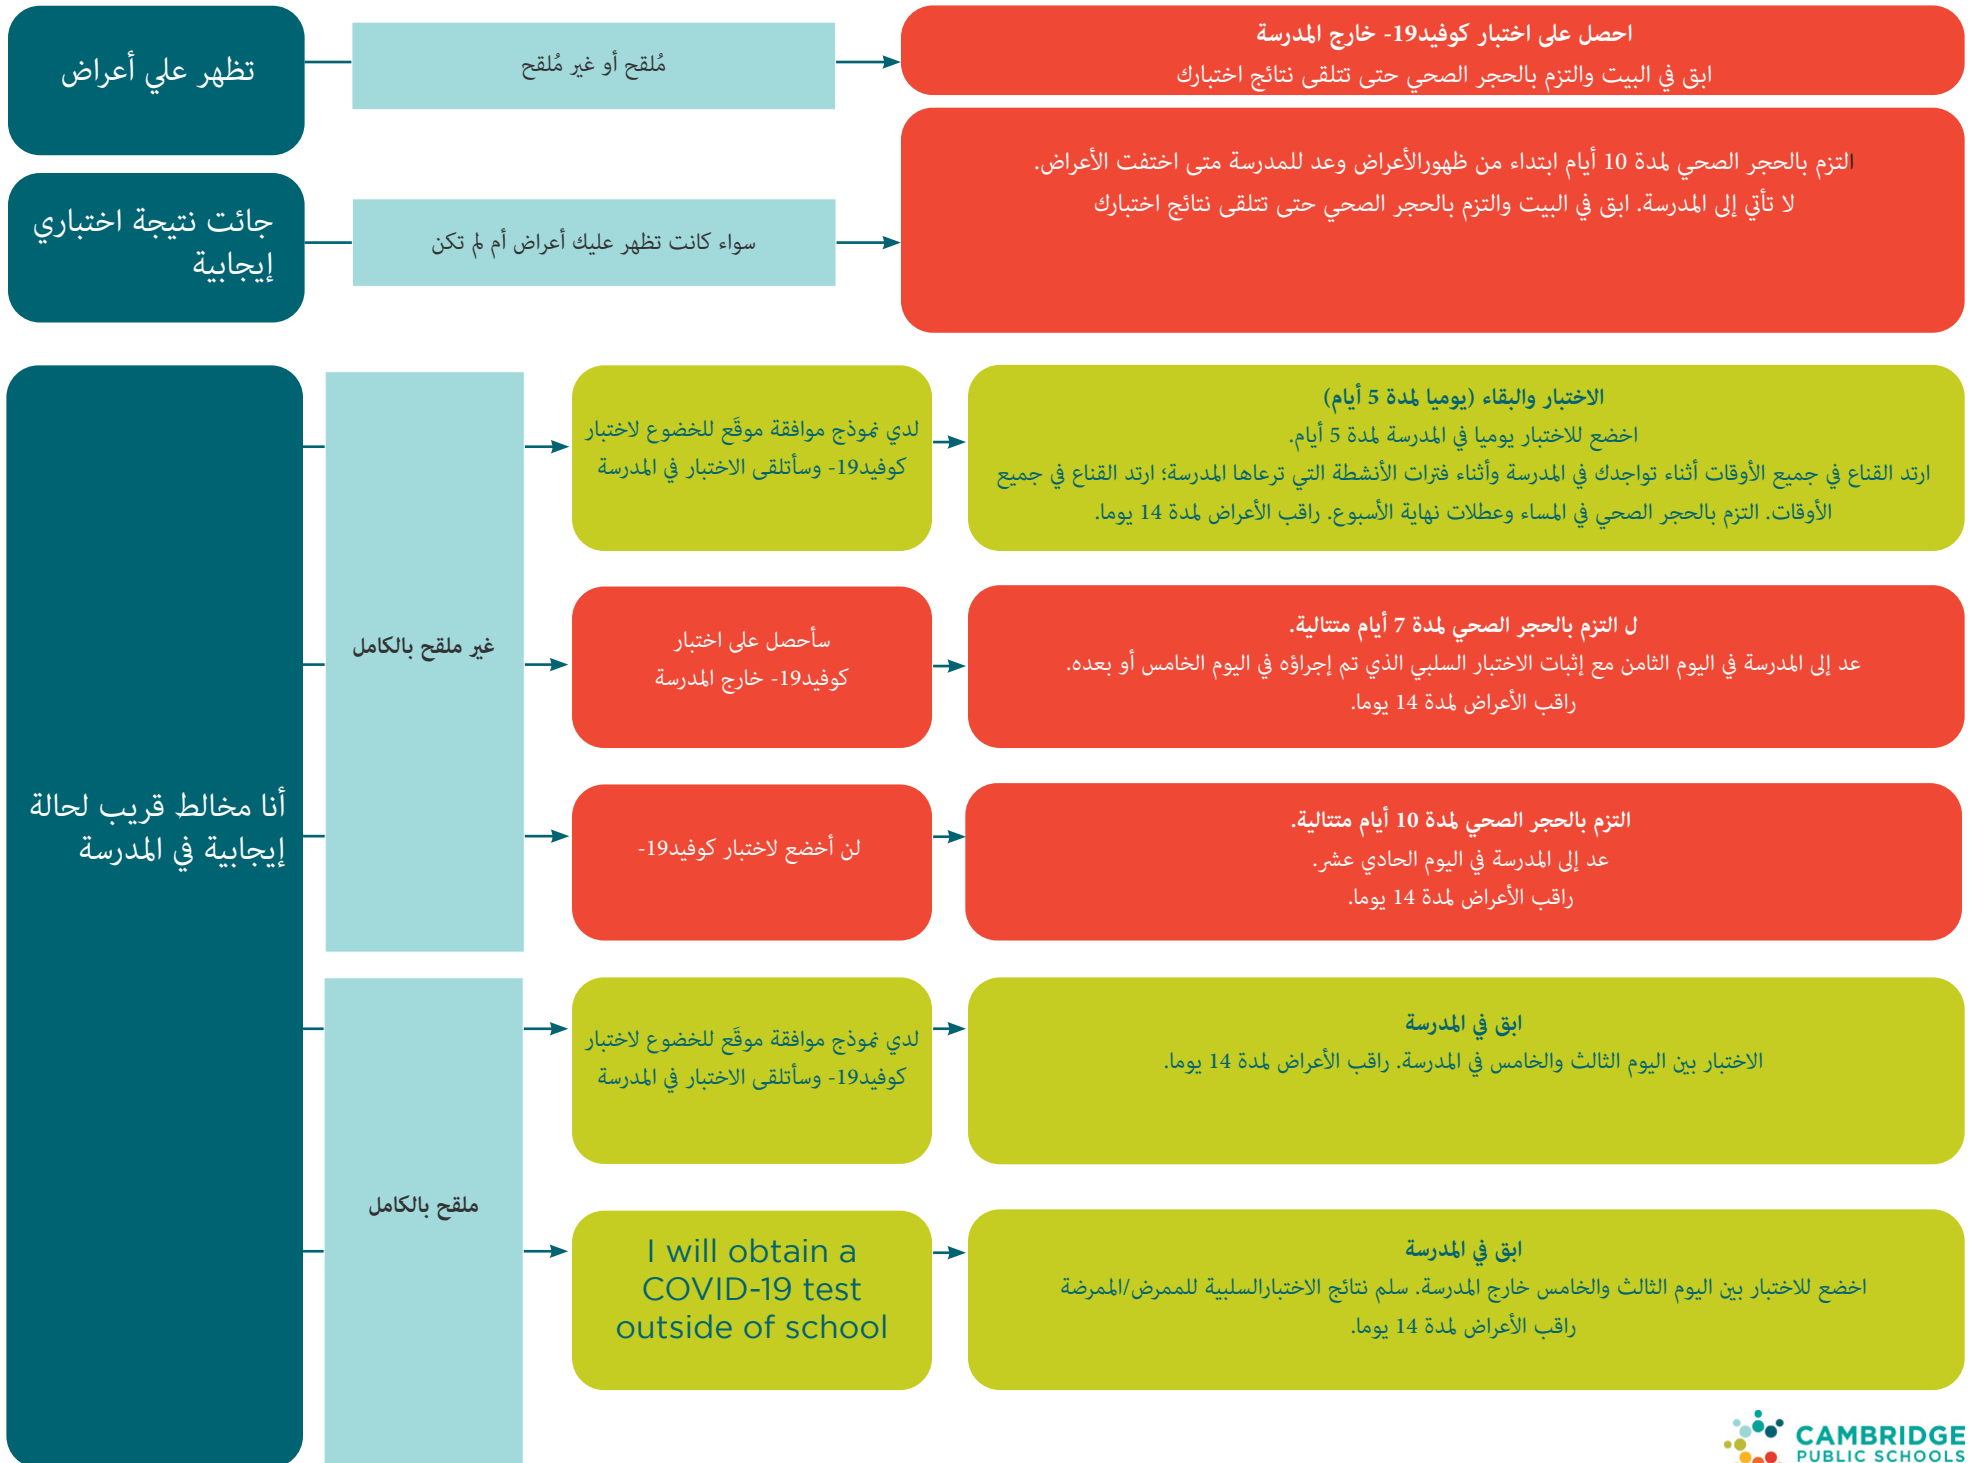 تظهر علي أعراض
مُلقح أو غير مُلقح
احصل على اختبار كوفيد19- خارج المدرسة
ابق في البيت والتزم بالحجر الصحي حتى تتلقى نتائج اختبارك
جائت نتيجة اختباري
إيجابية
سواء كانت تظهر عليك أعراض أم لم تكن
التزم بالحجر الصحي لمدة 10 أيام ابتداء من ظهورالأعراض وعد للمدرسة متى اختفت الأعراض.
لا تأتي إلى المدرسة. ابق في البيت والتزم بالحجر الصحي حتى تتلقى نتائج اختبارك
أنا مخالط قريب لحالة
إيجابية في المدرسة
غير ملقح بالكامل
لدي نموذج موافقة موقَع للخضوع لاختبار
كوفيد19- وسأتلقى الاختبار في المدرسة
الاختبار والبقاء (يوميا لمدة 5 أيام)
اخضع للاختبار يوميا في المدرسة لمدة 5 أيام.
ارتد القناع في جميع الأوقات أثناء تواجدك في المدرسة وأثناء فترات الأنشطة التي ترعاها المدرسة؛ ارتد القناع في جميع
الأوقات. التزم بالحجر الصحي في المساء وعطلات نهاية الأسبوع. راقب الأعراض لمدة 14 يوما.
سأحصل على اختبار
كوفيد19- خارج المدرسة
ل التزم بالحجر الصحي لمدة 7 أيام متتالية.
عد إلى المدرسة في اليوم الثامن مع إثبات الاختبار السلبي الذي تم إجراؤه في اليوم الخامس أو بعده.
راقب الأعراض لمدة 14 يوما.
لن أخضع لاختبار كوفيد19-
التزم بالحجر الصحي لمدة 10 أيام متتالية.
عد إلى المدرسة في اليوم الحادي عشر.
راقب الأعراض لمدة 14 يوما.
ملقح بالكامل
لدي نموذج موافقة موقَع للخضوع لاختبار
كوفيد19- وسأتلقى الاختبار في المدرسة
ابق في المدرسة
الاختبار بين اليوم الثالث والخامس في المدرسة. راقب الأعراض لمدة 14 يوما.
I will obtain a
COVID-19 test
outside of school
ابق في المدرسة
اخضع للاختبار بين اليوم الثالث والخامس خارج المدرسة. سلم نتائج الاختبارالسلبية للممرض/الممرضة
راقب الأعراض لمدة 14 يوما.
CAMBRIDGE
PUBLIC SCHOOLS